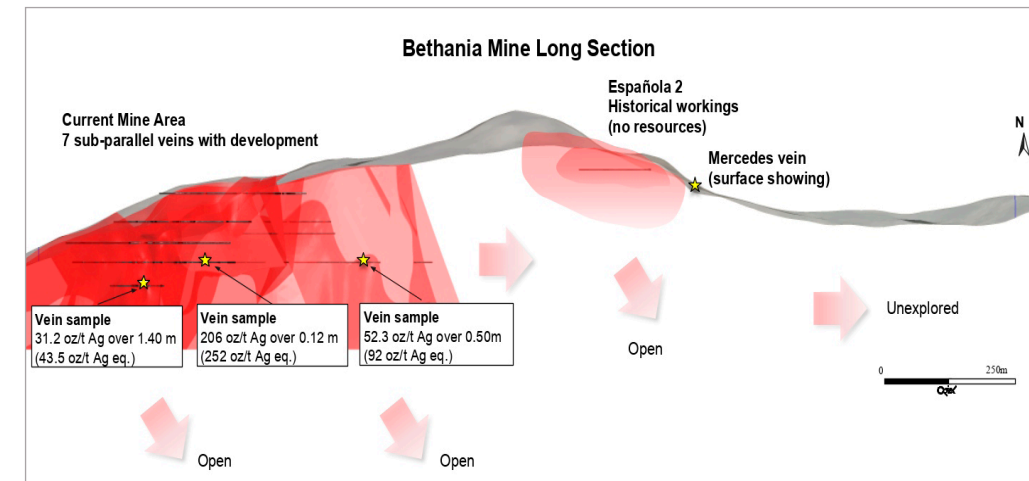 Bethania Mine Long Section
Current Mine Area
7 sub-parallel veins with development
Española 2
Historical workings
(no resources)
Mercedes vein
(surface showing)
N
Vein sample
31.2 oz/t Ag over 1.40 m
(43.5 oz/t Ag eq.)
Vein sample
206 oz/t Ag over 0.12 m
(252 oz/t Ag eq.)
Vein sample
52.3 oz/t Ag over 0.50m
(92 oz/t Ag eq.)
Open
Open
Open
Unexplored
0
250m